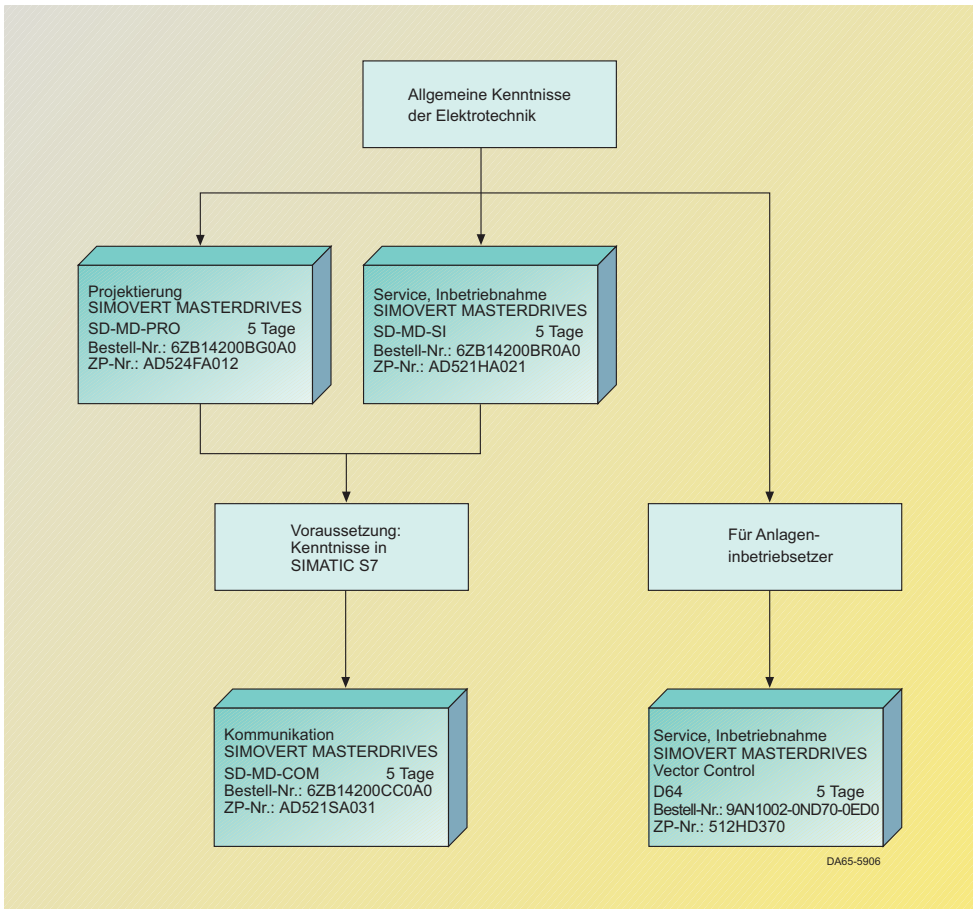 Allgemeine Kenntnisse
der Elektrotechnik
Projektierung
SIMOVERT MASTERDRIVES
SD-MD-PRO 5 Tage
Bestell-Nr.: 6ZB14200BG0A0
ZP-Nr.: AD524FA012
Service, Inbetriebnahme
SIMOVERT MASTERDRIVES
SD-MD-SI 5 Tage
Bestell-Nr.: 6ZB14200BR0A0
ZP-Nr.: AD521HA021
Voraussetzung:
Kenntnisse in
SIMATIC S7
Für Anlagen-
inbetriebsetzer
Kommunikation
SIMOVERT MASTERDRIVES
SD-MD-COM 5 Tage
Bestell-Nr.: 6ZB14200CC0A0
ZP-Nr.: AD521SA031
Service, Inbetriebnahme
SIMOVERT MASTERDRIVES
Vector Control
D64 5 Tage
Bestell-Nr.: 9AN1002-0ND70-0ED0
ZP-Nr.: 512HD370
DA65-5906